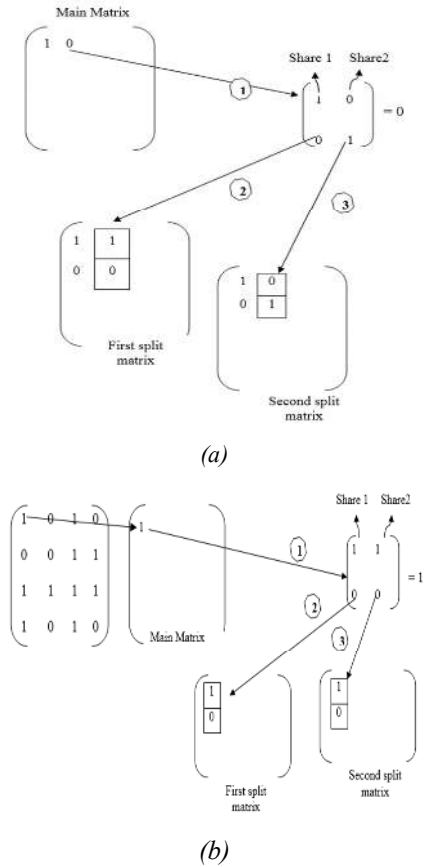 Main Matrix
1 0
Share 1 Share2
1 0
= 0
0 1
1
2
3
1 1
0 0
First split
matrix
1 0
0 1
Second split
matrix
(a)
Share 1 Share2
1 0 1 0
1
1 1
= 1
0 0
0 0 1 1
1 1 1 1
1 0 1 0
Main Matrix
1
2
3
1
0
First split
matrix
1
0
Second split
matrix
(b)